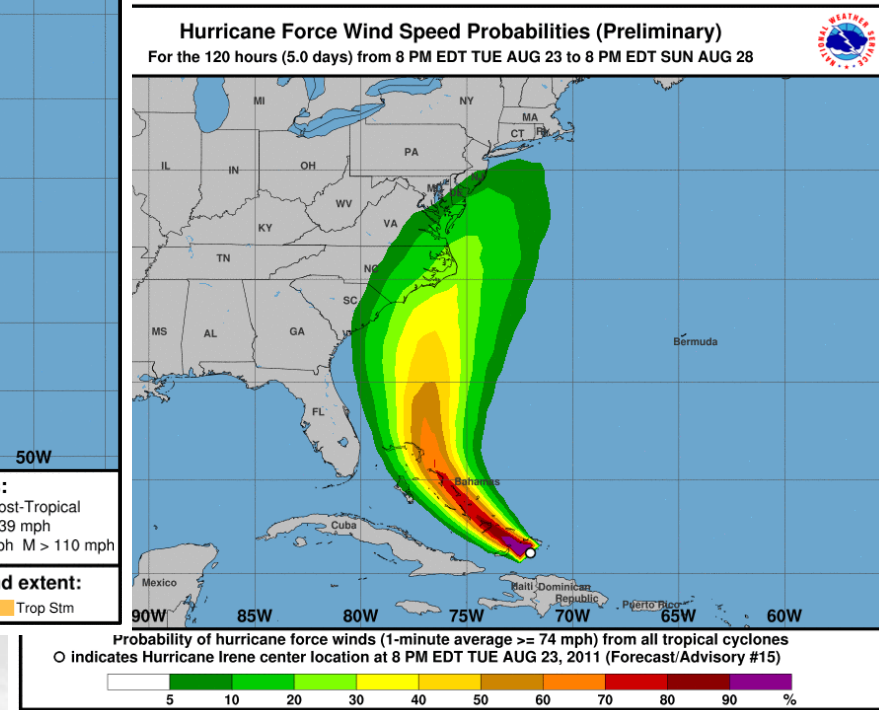 Hurricane Force Wind Speed Probabilities (Preliminary)
For the 120 hours (5.0 days) from 8 PM EDT TUE AUG 23 to 8 PM EDT SUN AUG 28
NATIONAL WEATHER SERVICE
MI
NY
MA
CT
RI
PA
IL
IN
OH
NJ
MD
DE
WV
VA
KY
TN
NC
SC
MS
AL
GA
Bermuda
FL
50W
Bahamas
:
ost-Tropical
39 mph
ph M > 110 mph
Cuba
Mexico
Haiti
Dominican
Republic
Puerto Rico
d extent:
Trop Stm
90W
85W
80W
75W
70W
65W
60W
Probability of hurricane force winds (1-minute average >= 74 mph) from all tropical cyclones
O indicates Hurricane Irene center location at 8 PM EDT TUE AUG 23, 2011 (Forecast/Advisory #15)
5 10 20 30 40 50 60 70 80 90 %